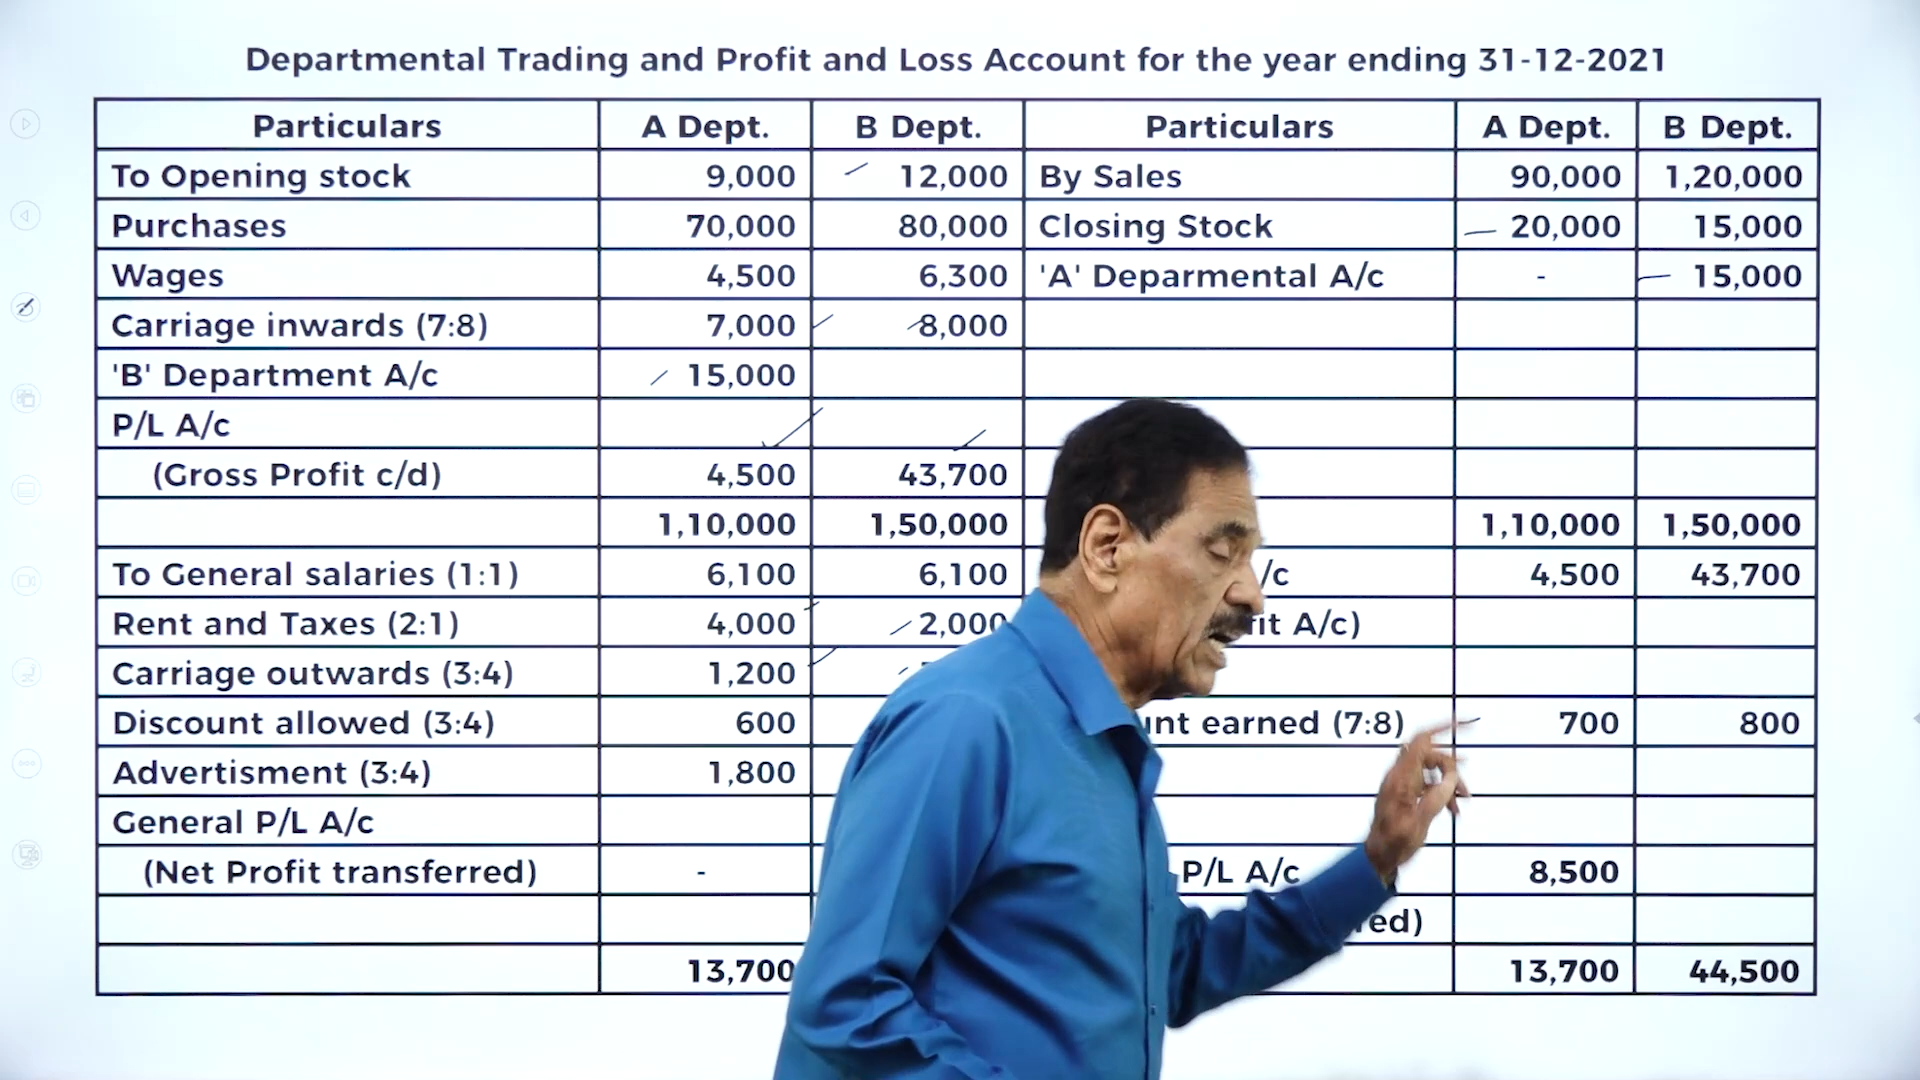 Departmental Trading and Profit and Loss Account for the year ending 31-12-2021
Particulars A Dept. B Dept. Particulars A Dept. B Dept.
To Opening stock 9,000 12,000 By Sales 90,000 1,20,000
Purchases 70,000 80,000 Closing Stock 20,000 15,000
Wages 4,500 6,300 'A' Deparmental A/c - 15,000
Carriage inwards (7:8) 7,000 8,000
'B' Department A/c 15,000
P/L A/c
(Gross Profit c/d) 4,500 43,700
1,10,000 1,50,000 1,10,000 1,50,000
To General salaries (1:1) 6,100 6,100 /c 4,500 43,700
Rent and Taxes (2:1) 4,000 2,000 fit A/c)
Carriage outwards (3:4) 1,200
Discount allowed (3:4) 600 unt earned (7:8) 700 800
Advertisment (3:4) 1,800
General P/L A/c
(Net Profit transferred) - P/L A/c 8,500
red)
13,700 13,700 44,500